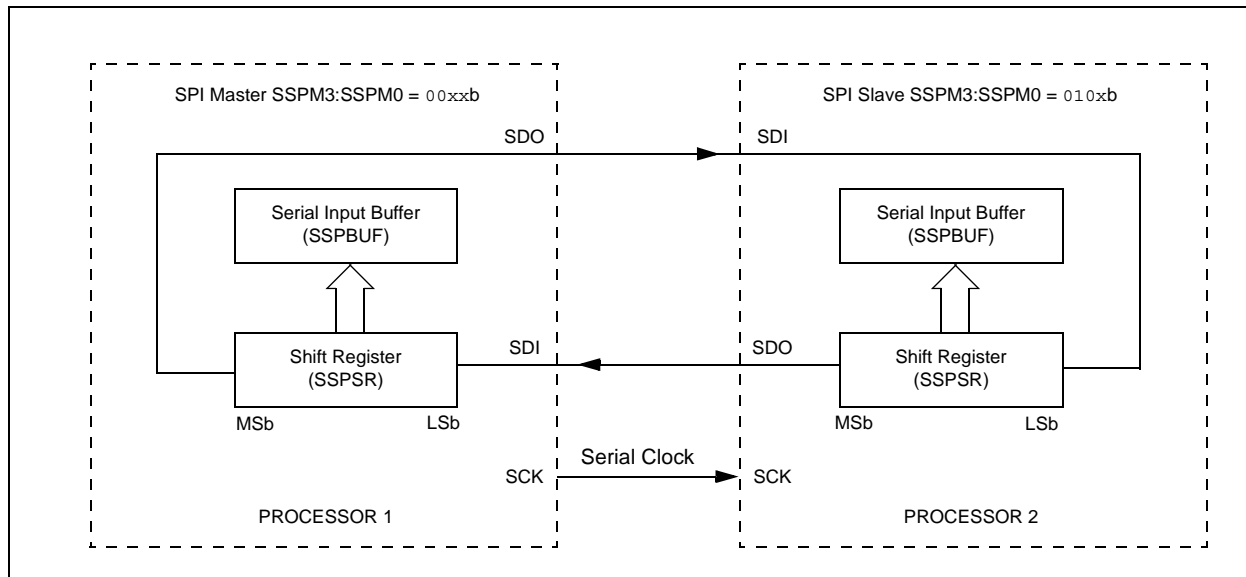 SPI Master SSPM3:SSPM0 = 00xxb
SPI Slave SSPM3:SSPM0 = 010xb
SDO
SDI
Serial Input Buffer
(SSPBUF)
Serial Input Buffer
(SSPBUF)
Shift Register
(SSPSR)
SDI
SDO
Shift Register
(SSPSR)
MSb
LSb
MSb
LSb
Serial Clock
SCK
SCK
PROCESSOR 1
PROCESSOR 2